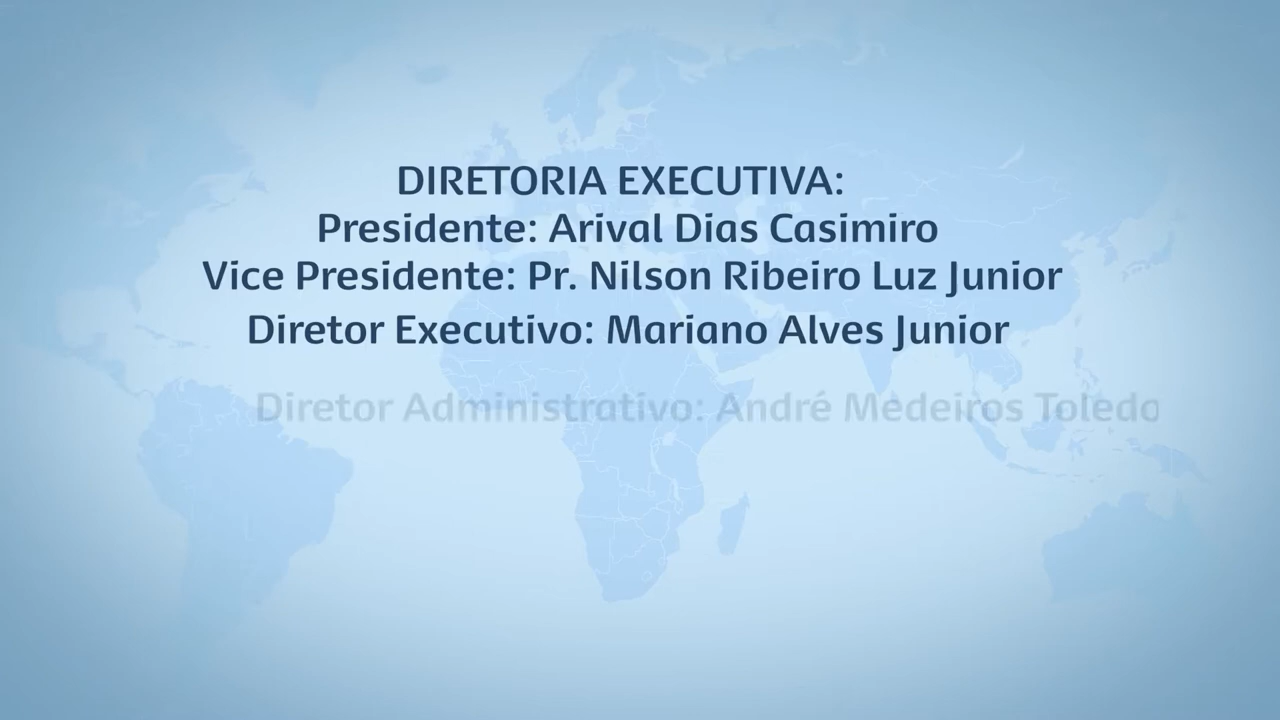 DIRETORIA EXECUTIVA:
Presidente: Arival Dias Casimiro
Vice Presidente: Pr. Nilson Ribeiro Luz Junior
Diretor Executivo: Mariano Alves Junior
Diretor Administrativo: André Medeiros Toledo